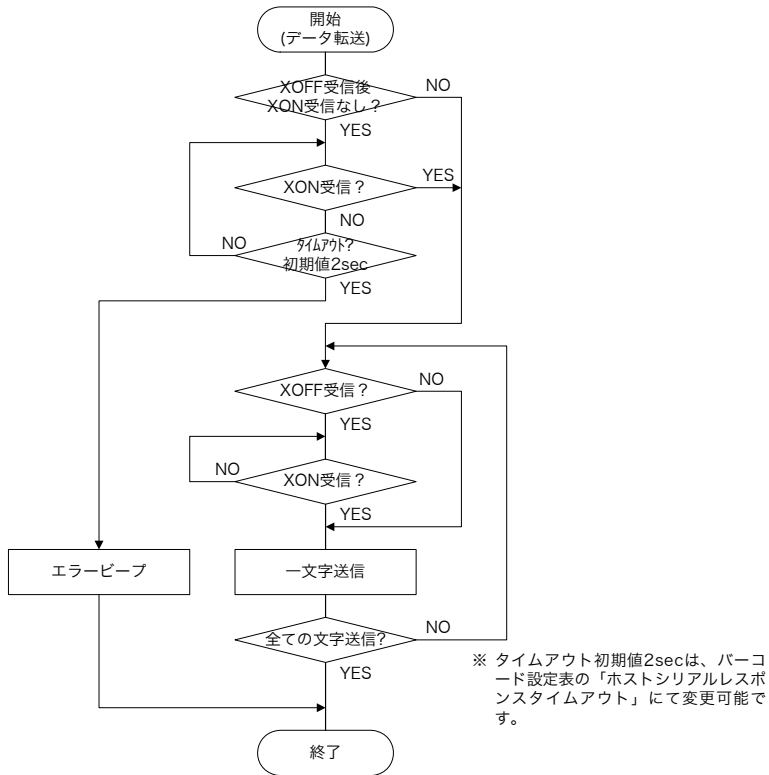 開始
(データ転送)
XOFF受信後
XON受信なし？
NO
YES
XON受信？
YES
NO
NO
ﾀｲﾑｱｳﾄ?
初期値2sec
YES
XOFF受信？
NO
YES
NO
XON受信？
YES
エラービープ
一文字送信
全ての文字送信?
NO
YES
※ タイムアウト初期値2secは、バーコ
ード設定表の「ホストシリアルレスポ
ンスタイムアウト」にて変更可能で
す。
終了